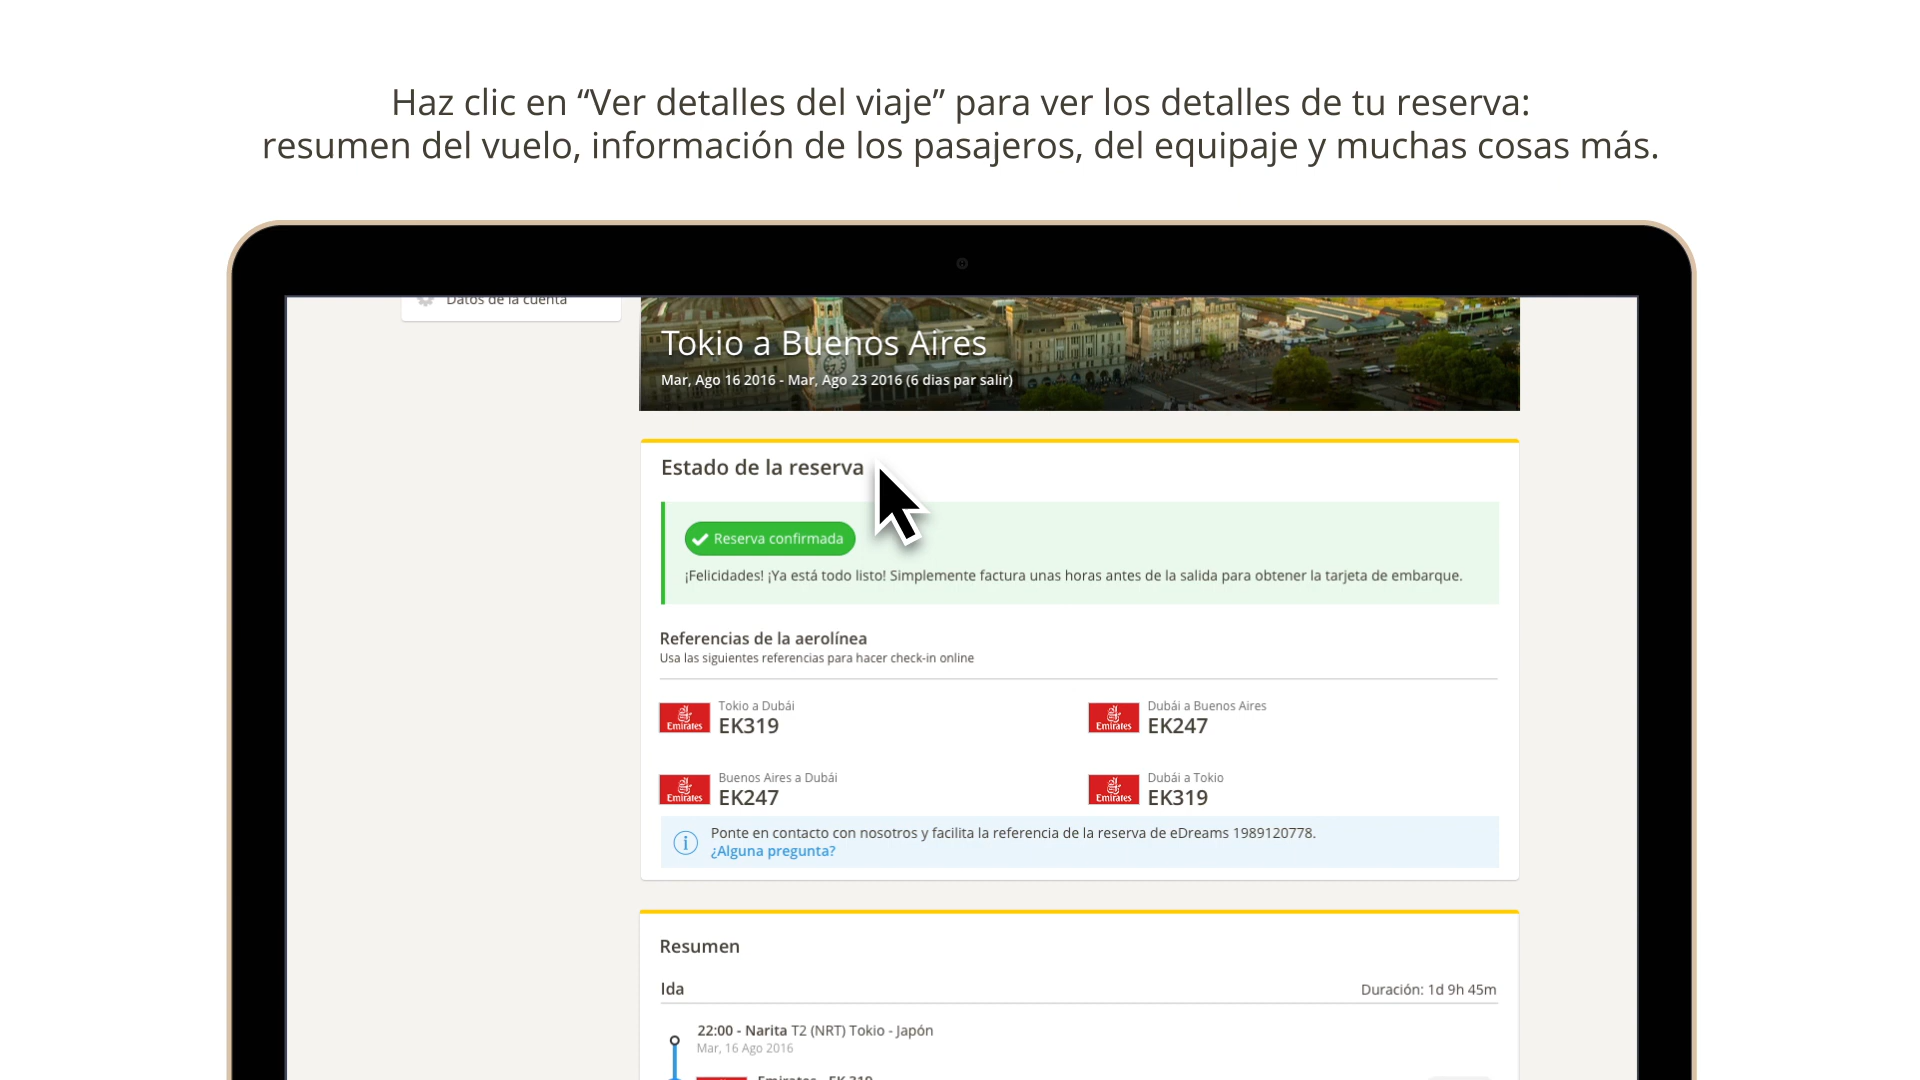 Haz clic en “Ver detalles del viaje” para ver los detalles de tu reserva:
resumen del vuelo, información de los pasajeros, del equipaje y muchas cosas más.
Datos de la cuenta
Tokio a Buenos Aires
Mar, Ago 16 2016 - Mar, Ago 23 2016 (6 dias par salir)
Estado de la reserva
Reserva confirmada
¡Felicidades! ¡Ya está todo listo! Simplemente factura unas horas antes de la salida para obtener la tarjeta de embarque.
Referencias de la aerolínea
Usa las siguientes referencias para hacer check-in online
Emirates
Tokio a Dubái
EK319
Emirates
Dubái a Buenos Aires
EK247
Emirates
Buenos Aires a Dubái
EK247
Emirates
Dubái a Tokio
EK319
Ponte en contacto con nosotros y facilita la referencia de la reserva de eDreams 1989120778.
¿Alguna pregunta?
Resumen
Ida
Duración: 1d 9h 45m
22:00 - Narita T2 (NRT) Tokio - Japón
Mar, 16 Ago 2016
Emirates - EK 319